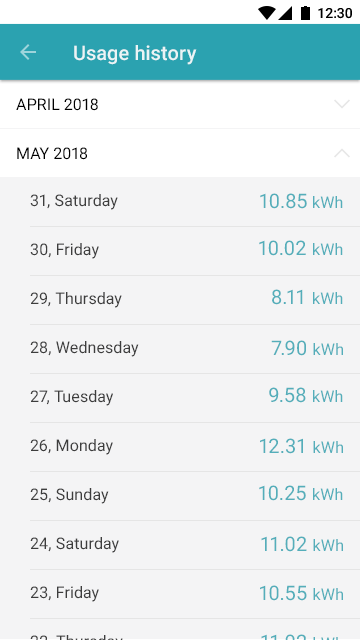 12:30
Usage history
APRIL 2018
MAY 2018
31, Saturday 10.85 kWh
30, Friday 10.02 kWh
29, Thursday 8.11 kWh
28, Wednesday 7.90 kWh
27, Tuesday 9.58 kWh
26, Monday 12.31 kWh
25, Sunday 10.25 kWh
24, Saturday 11.02 kWh
23, Friday 10.55 kWh